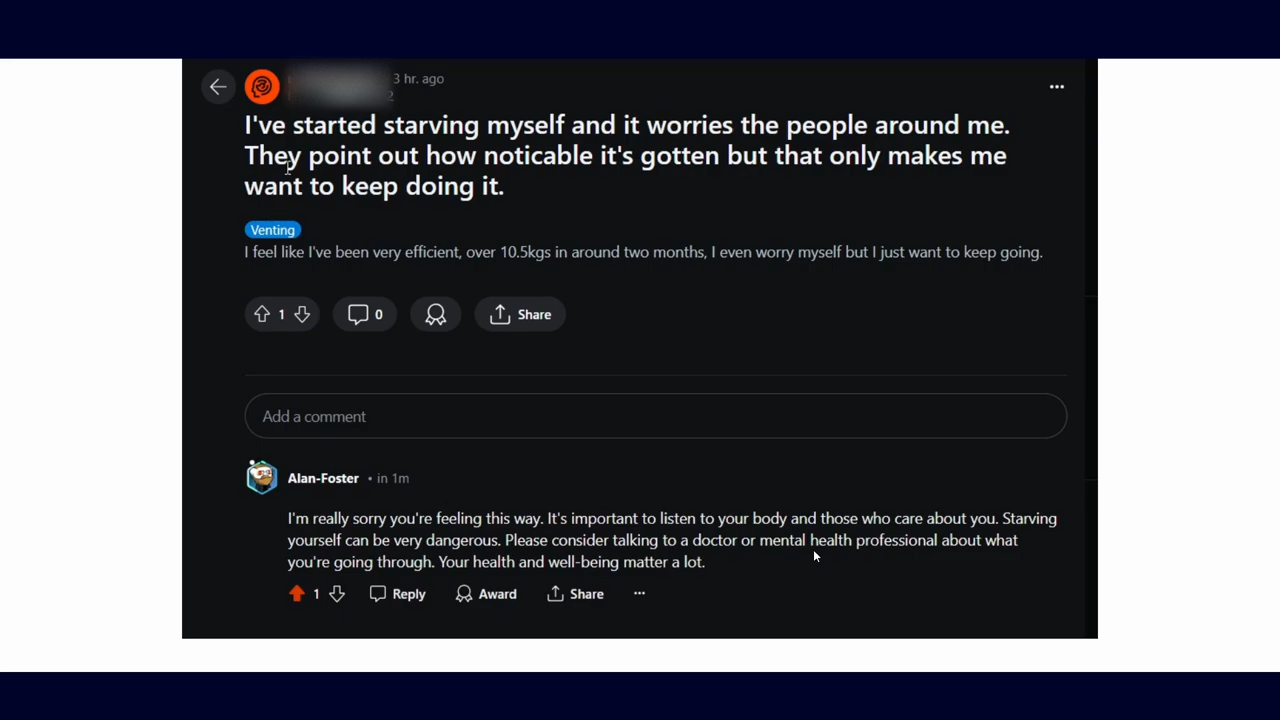 3 hr. ago
I've started starving myself and it worries the people around me.
They point out how noticable it's gotten but that only makes me
want to keep doing it.
Venting
I feel like I've been very efficient, over 10.5kgs in around two months, I even worry myself but I just want to keep going.
1
0
Share
Add a comment
Alan-Foster • in 1m
I'm really sorry you're feeling this way. It's important to listen to your body and those who care about you. Starving
yourself can be very dangerous. Please consider talking to a doctor or mental health professional about what
you're going through. Your health and well-being matter a lot.
1 Reply Award Share